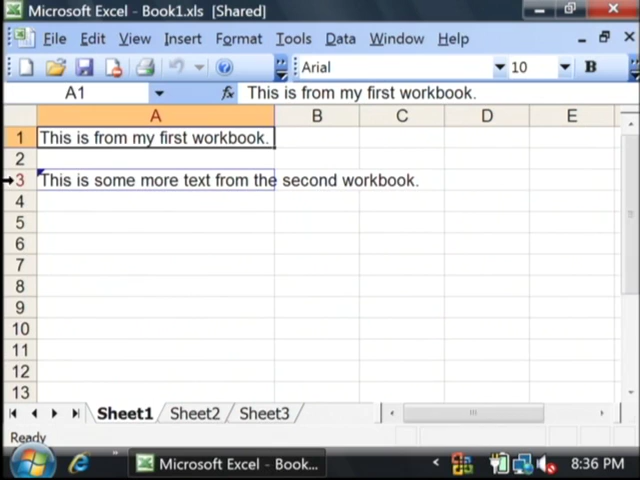 Microsoft Excel - Book1.xls [Shared]
File Edit View Insert Format Tools Data Window Help
Arial 10 B
A1 fx This is from my first workbook.
A B C D E
1 This is from my first workbook.
2
3 This is some more text from the second workbook.
4
5
6
7
8
9
10
11
12
13
Sheet1 Sheet2 Sheet3
Ready
Microsoft Excel - Book... 8:36 PM